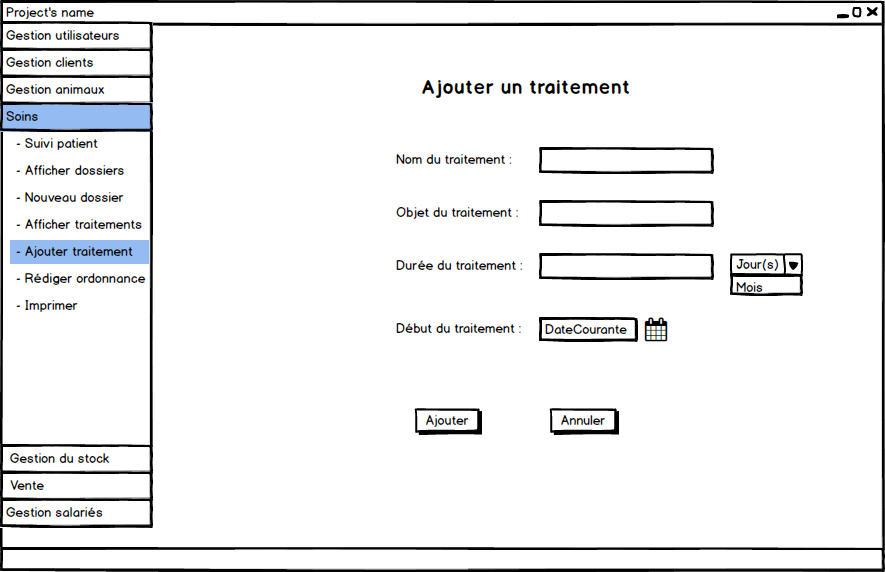 Project's name
Gestion utilisateurs
Gestion clients
Gestion animaux
Soins
- Suivi patient
- Afficher dossiers
- Nouveau dossier
- Afficher traitements
- Ajouter traitement
- Rédiger ordonnance
- Imprimer
Gestion du stock
Vente
Gestion salariés
Ajouter un traitement
Nom du traitement :
Objet du traitement :
Durée du traitement :
Jour(s)
Mois
Début du traitement :
DateCourante
Ajouter
Annuler